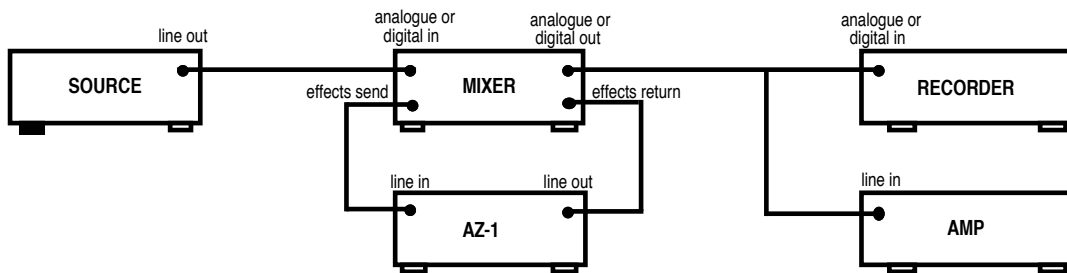 line out
SOURCE
analogue or
digital in
MIXER
analogue or
digital out
effects send
effects return
analogue or
digital in
RECORDER
line in
line out
AZ-1
line in
AMP